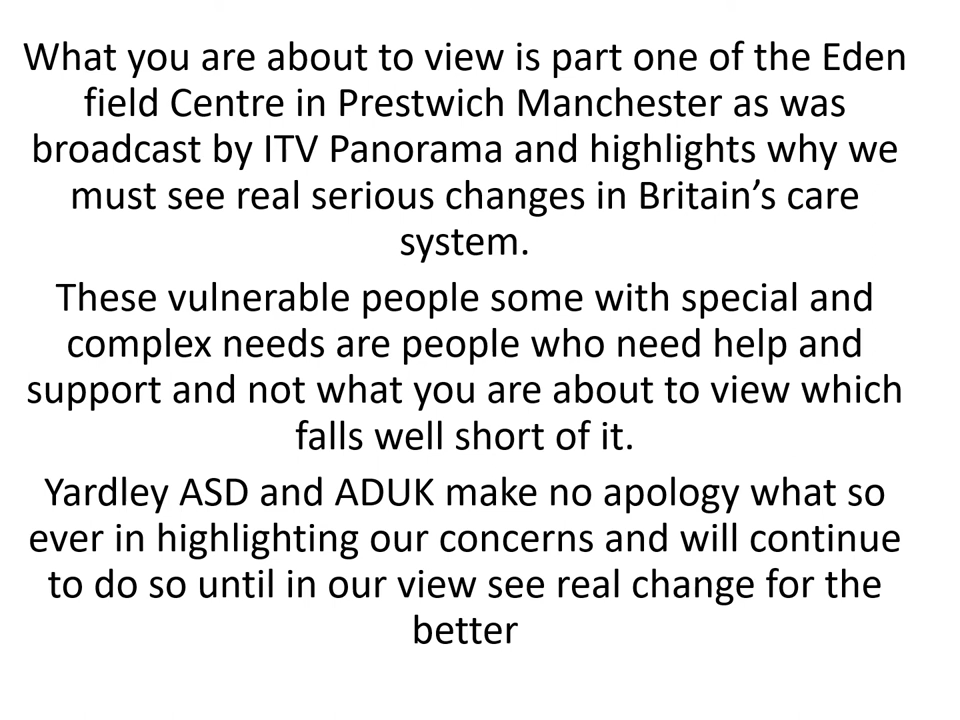 What you are about to view is part one of the Eden
field Centre in Prestwich Manchester as was
broadcast by ITV Panorama and highlights why we
must see real serious changes in Britain’s care
system.
These vulnerable people some with special and
complex needs are people who need help and
support and not what you are about to view which
falls well short of it.
Yardley ASD and ADUK make no apology what so
ever in highlighting our concerns and will continue
to do so until in our view see real change for the
better